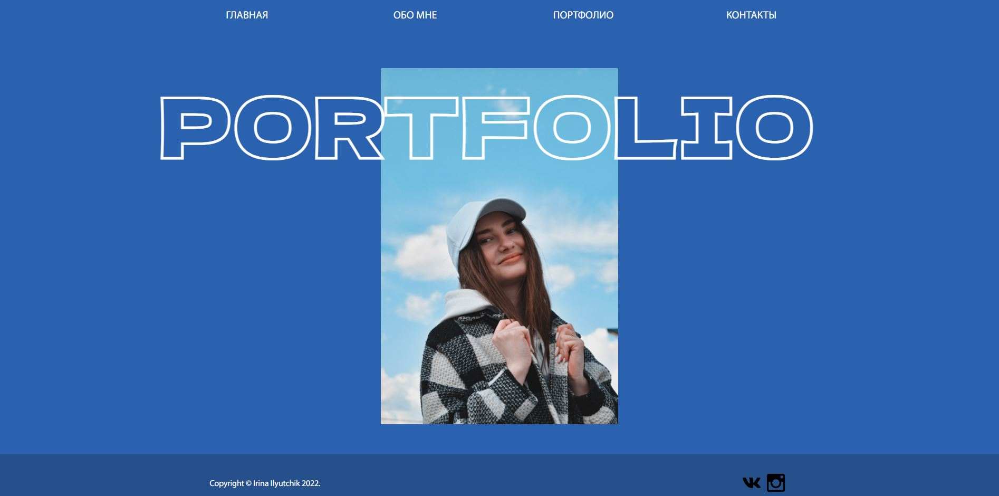 ГЛАВНАЯ ОБО МНЕ ПОРТФОЛИО КОНТАКТЫ
PORTFOLIO
Copyright © Irina Ilyutchik 2022.